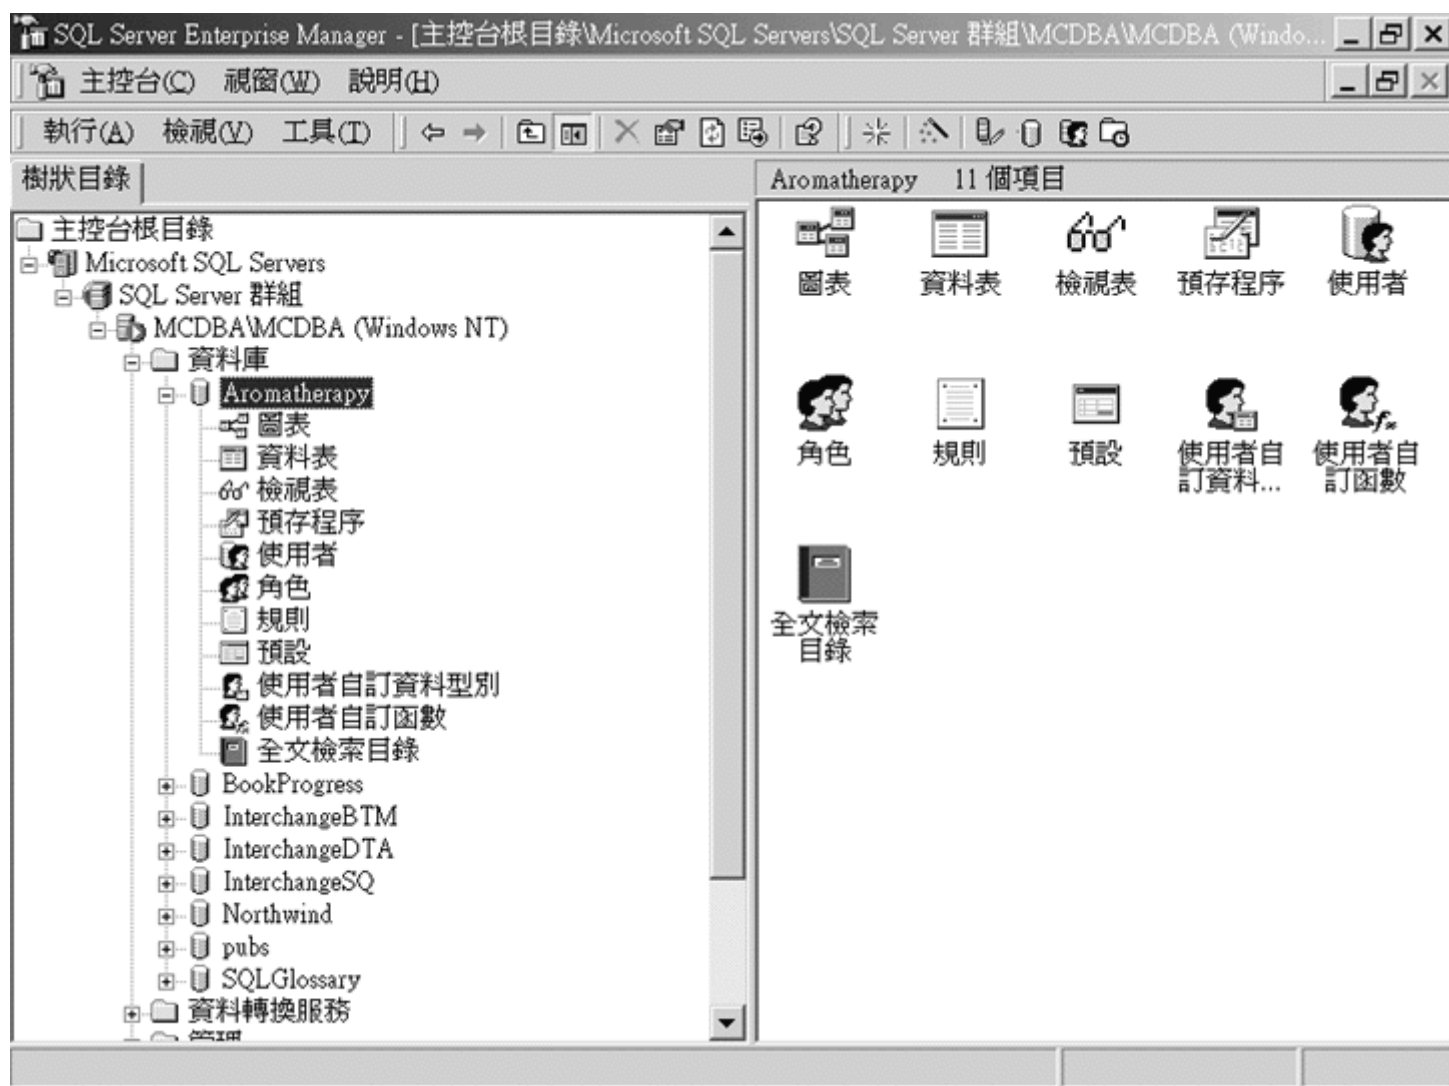 SQL Server Enterprise Manager - [主控台根目錄\Microsoft SQL Servers\SQL Server 群組\MCDBA\MCDBA (Windo...
主控台(C) 視窗(W) 說明(H)
執行(A) 檢視(V) 工具(T)
樹狀目錄
主控台根目錄
Microsoft SQL Servers
SQL Server 群組
MCDBA\MCDBA (Windows NT)
資料庫
Aromatherapy
圖表
資料表
檢視表
預存程序
使用者
角色
規則
預設
使用者自訂資料型別
使用者自訂函數
全文檢索目錄
BookProgress
InterchangeBTM
InterchangeDTA
InterchangeSQ
Northwind
pubs
SQLGlossary
資料轉換服務
管理
Aromatherapy 11 個項目
圖表 資料表 檢視表 預存程序 使用者
角色 規則 預設 使用者自 使用者自
訂資料... 訂函數
全文檢索
目錄